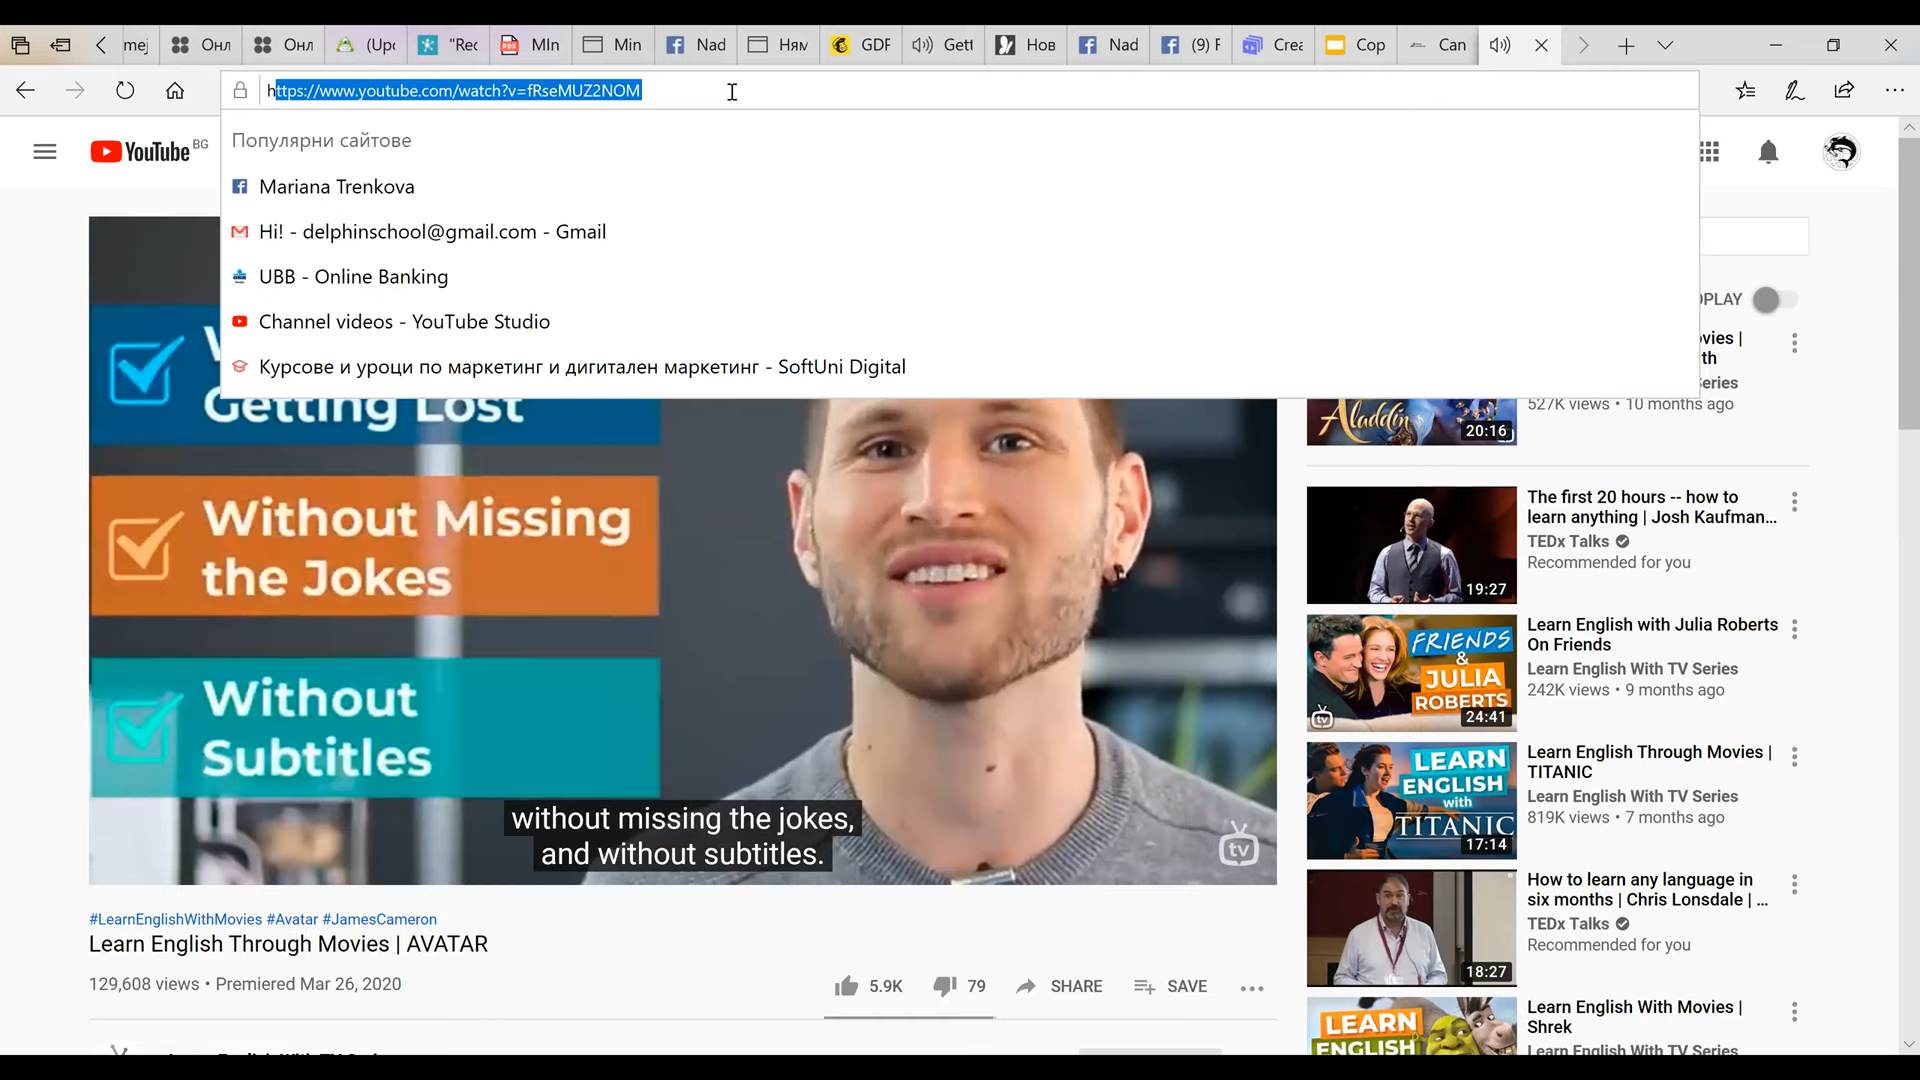 mej
Онл
Онл
(Upc
"Rec
MIn
Min
Nad
Ням
GDF
Gett
Нов
Nad
(9) F
Crea
Cop
Can
https://www.youtube.com/watch?v=fRseMUZ2NOM
YouTube BG
Популярни сайтове
Mariana Trenkova
Hi! - delphinschool@gmail.com - Gmail
UBB - Online Banking
Channel videos - YouTube Studio
Курсове и уроци по маркетинг и дигитален маркетинг - SoftUni Digital
Getting Lost
Without Missing
the Jokes
Without
Subtitles
without missing the jokes,
and without subtitles.
tv
#LearnEnglishWithMovies #Avatar #JamesCameron
Learn English Through Movies | AVATAR
129,608 views • Premiered Mar 26, 2020
5.9K
79
SHARE
SAVE
PLAY
vies |
th
Series
527K views • 10 months ago
Aladdin
20:16
The first 20 hours -- how to
learn anything | Josh Kaufman...
TEDx Talks
Recommended for you
19:27
Learn English with Julia Roberts
On Friends
Learn English With TV Series
242K views • 9 months ago
FRIENDS
&
JULIA
ROBERTS
tv
24:41
Learn English Through Movies |
TITANIC
Learn English With TV Series
819K views • 7 months ago
LEARN
ENGLISH
with
TITANIC
17:14
How to learn any language in
six months | Chris Lonsdale | ...
TEDx Talks
Recommended for you
18:27
Learn English With Movies |
Shrek
Learn English With TV Series
LEARN
ENGLISH